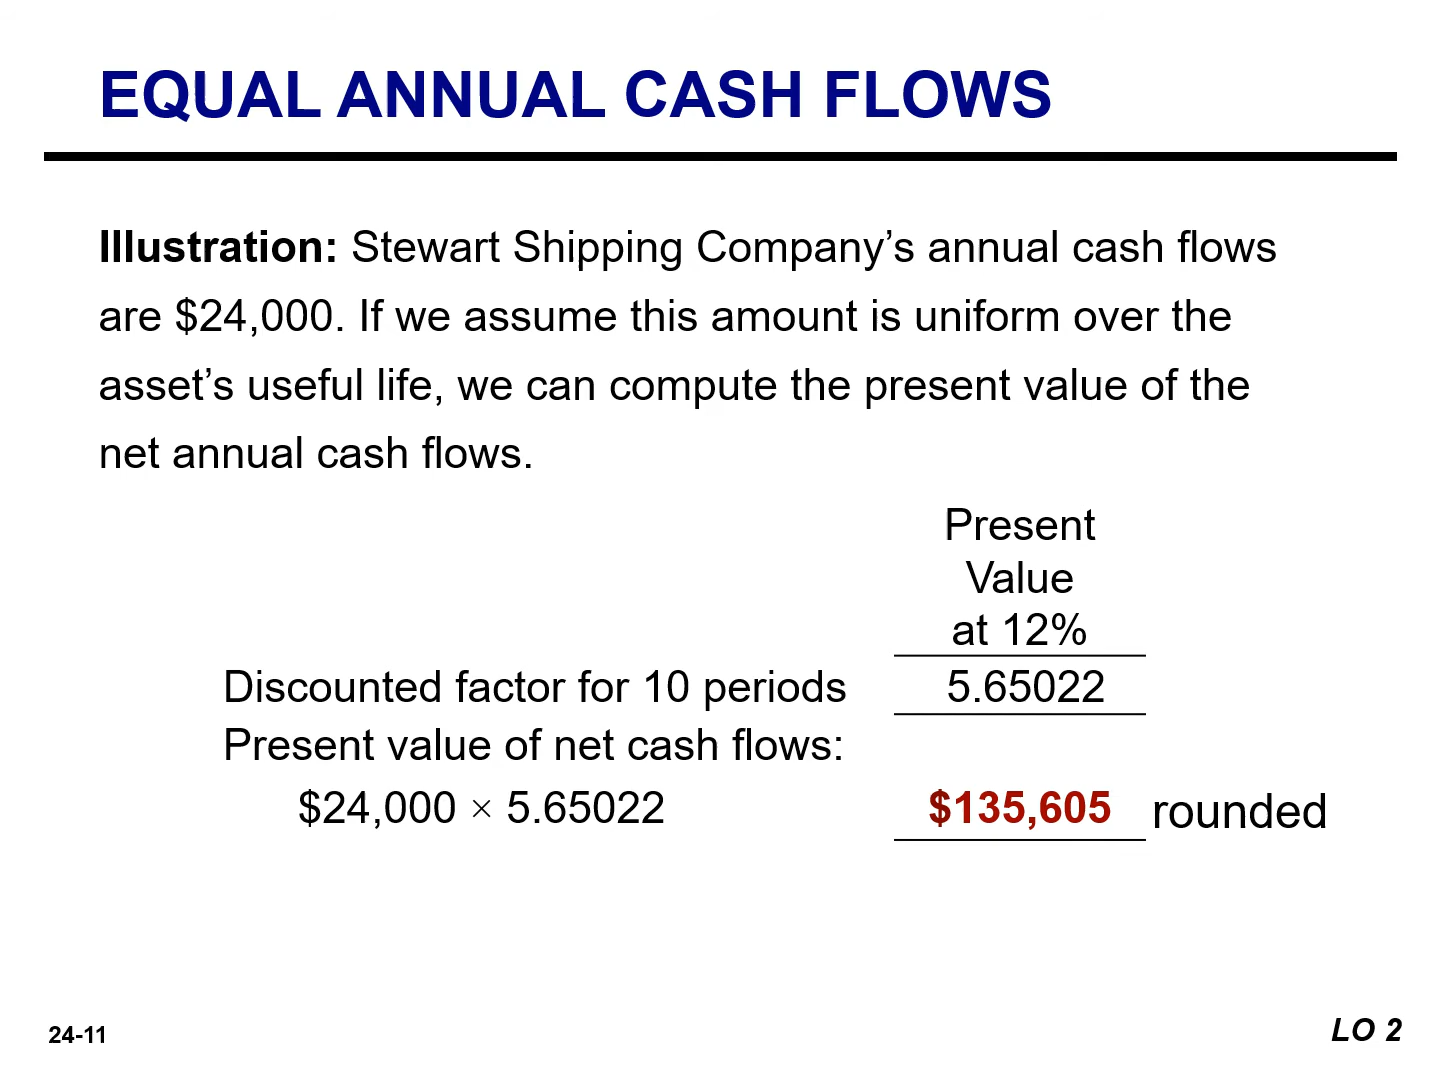 EQUAL ANNUAL CASH FLOWS
Illustration: Stewart Shipping Company’s annual cash flows
are $24,000. If we assume this amount is uniform over the
asset’s useful life, we can compute the present value of the
net annual cash flows.
Present
Value
at 12%
Discounted factor for 10 periods 5.65022
Present value of net cash flows:
$24,000 × 5.65022 $135,605 rounded
24-11 LO 2